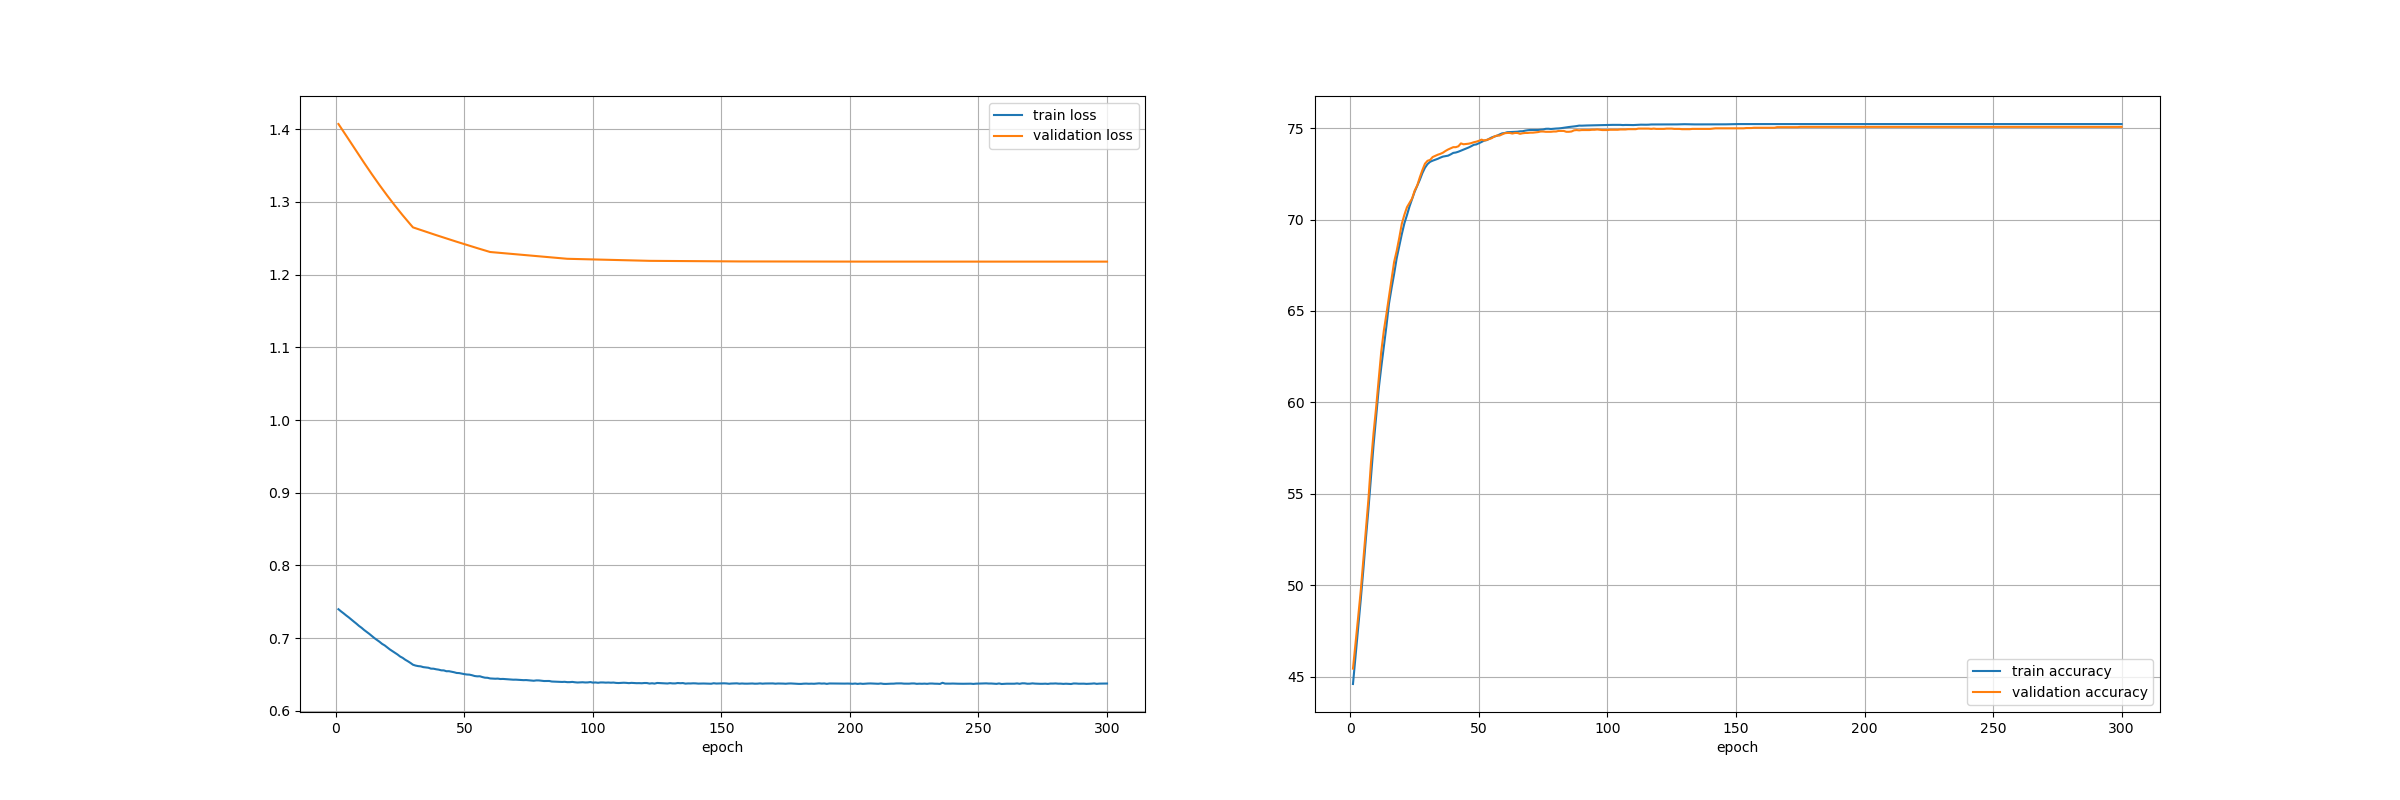 train loss
validation loss
1.4
1.3
1.2
1.1
1.0
0.9
0.8
0.7
0.6
0 50 100 150 200 250 300
epoch
75
70
65
60
55
50
45
train accuracy
validation accuracy
0 50 100 150 200 250 300
epoch